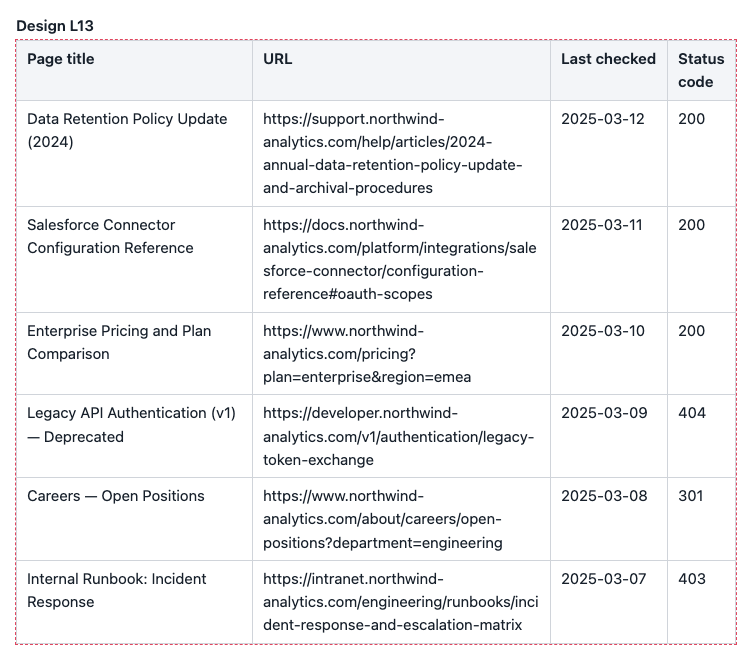 Design L13
Page title URL Last checked Status code
Data Retention Policy Update (2024) https://support.northwind-analytics.com/help/articles/2024-annual-data-retention-policy-update-and-archival-procedures 2025-03-12 200
Salesforce Connector Configuration Reference https://docs.northwind-analytics.com/platform/integrations/salesforce-connector/configuration-reference#oauth-scopes 2025-03-11 200
Enterprise Pricing and Plan Comparison https://www.northwind-analytics.com/pricing?plan=enterprise&region=emea 2025-03-10 200
Legacy API Authentication (v1) — Deprecated https://developer.northwind-analytics.com/v1/authentication/legacy-token-exchange 2025-03-09 404
Careers — Open Positions https://www.northwind-analytics.com/about/careers/open-positions?department=engineering 2025-03-08 301
Internal Runbook: Incident Response https://intranet.northwind-analytics.com/engineering/runbooks/incident-response-and-escalation-matrix 2025-03-07 403